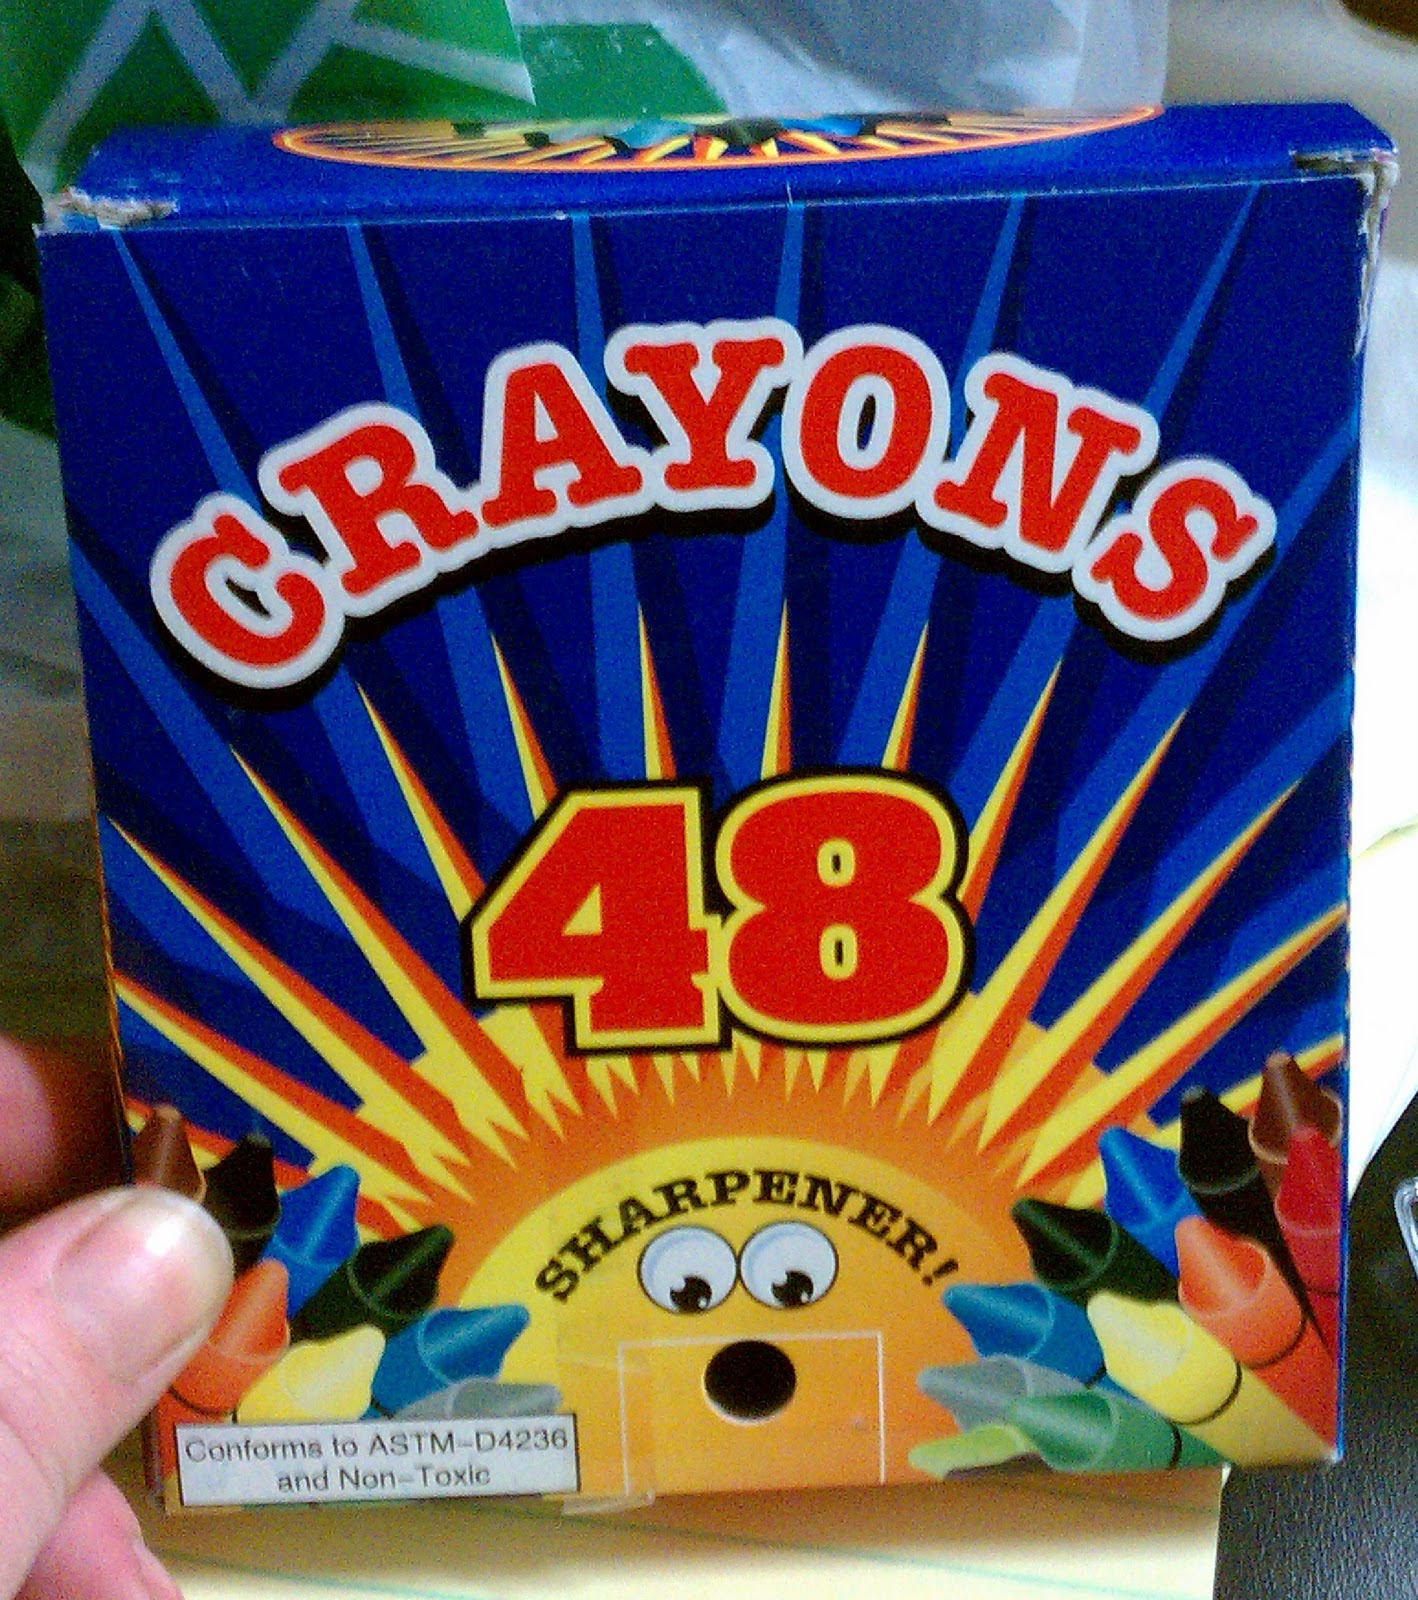 CRAYONS
48
SHARPENER!
Conforms to ASTM-D4236
and Non-Toxic